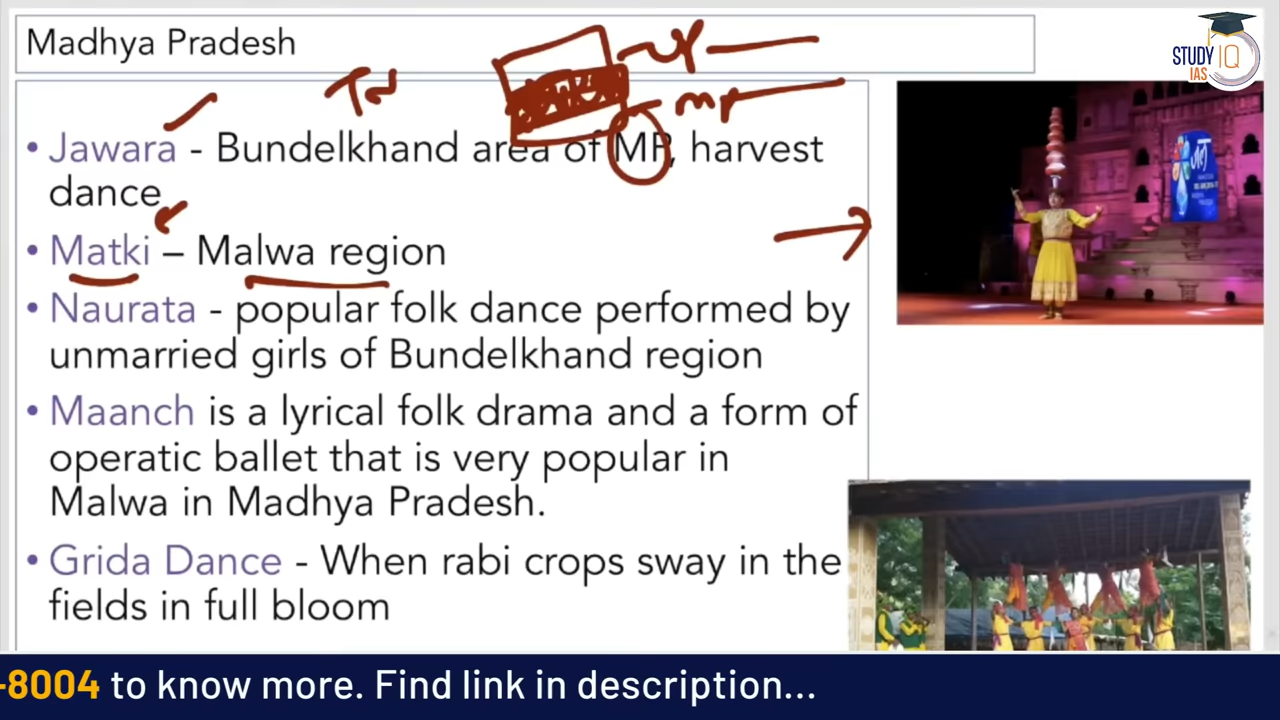 Madhya Pradesh
STUDY IQ
IAS
UP
MP
• Jawara - Bundelkhand area of MP, harvest
dance
• Matki – Malwa region
• Naurata - popular folk dance performed by
unmarried girls of Bundelkhand region
• Maanch is a lyrical folk drama and a form of
operatic ballet that is very popular in
Malwa in Madhya Pradesh.
• Grida Dance - When rabi crops sway in the
fields in full bloom
-8004 to know more. Find link in description...